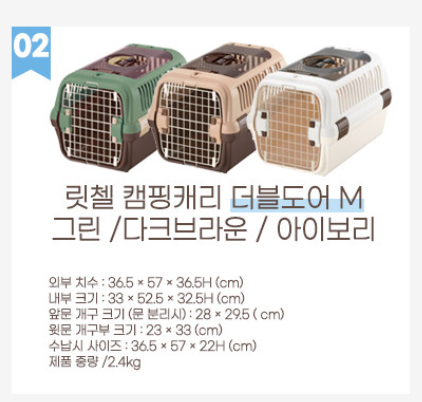 02
릿첼 캠핑캐리 더블도어 M
그린 /다크브라운 / 아이보리
외부 치수 : 36.5 × 57 × 36.5H (cm)
내부 크기 : 33 × 52.5 × 32.5H (cm)
앞문 개구 크기 (문 분리시) : 28 × 29.5 ( cm)
윗문 개구부 크기 : 23 × 33 (cm)
수납시 사이즈 : 36.5 × 57 × 22H (cm)
제품 중량 /2.4kg